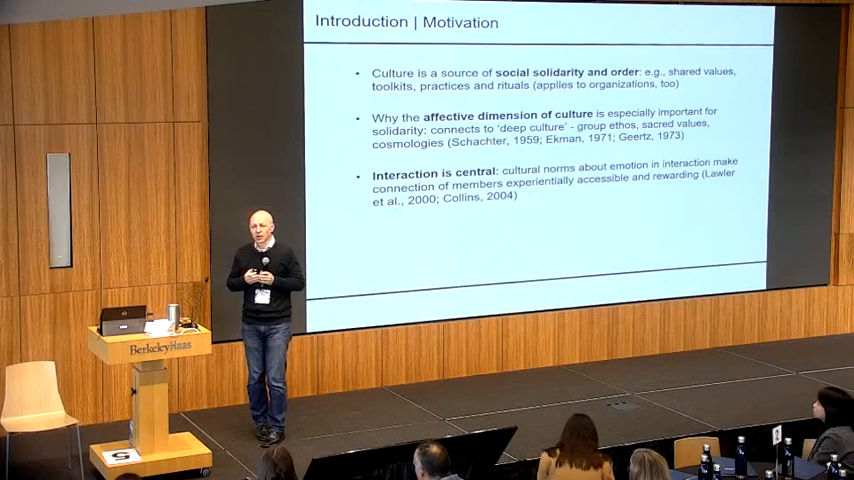 Introduction | Motivation
• Culture is a source of social solidarity and order: e.g., shared values,
toolkits, practices and rituals (applies to organizations, too)
• Why the affective dimension of culture is especially important for
solidarity: connects to 'deep culture' - group ethos, sacred values,
cosmologies (Schachter, 1959; Ekman, 1971; Geertz, 1973)
• Interaction is central: cultural norms about emotion in interaction make
connection of members experientially accessible and rewarding (Lawler
et al., 2000; Collins, 2004)
BerkeleyHaas
5